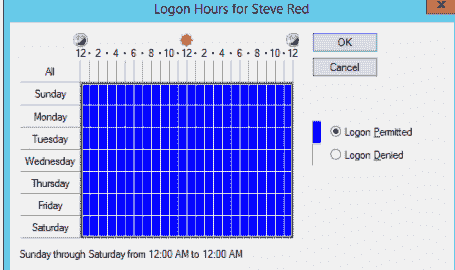 Logon Hours for Steve Red
x
12 · 2 · 4 · 6 · 8 · 10 · 12 · 2 · 4 · 6 · 8 · 10 · 12
OK
Cancel
All
Sunday
Monday
Tuesday
Wednesday
Thursday
Friday
Saturday
Logon Permitted
Logon Denied
Sunday through Saturday from 12:00 AM to 12:00 AM